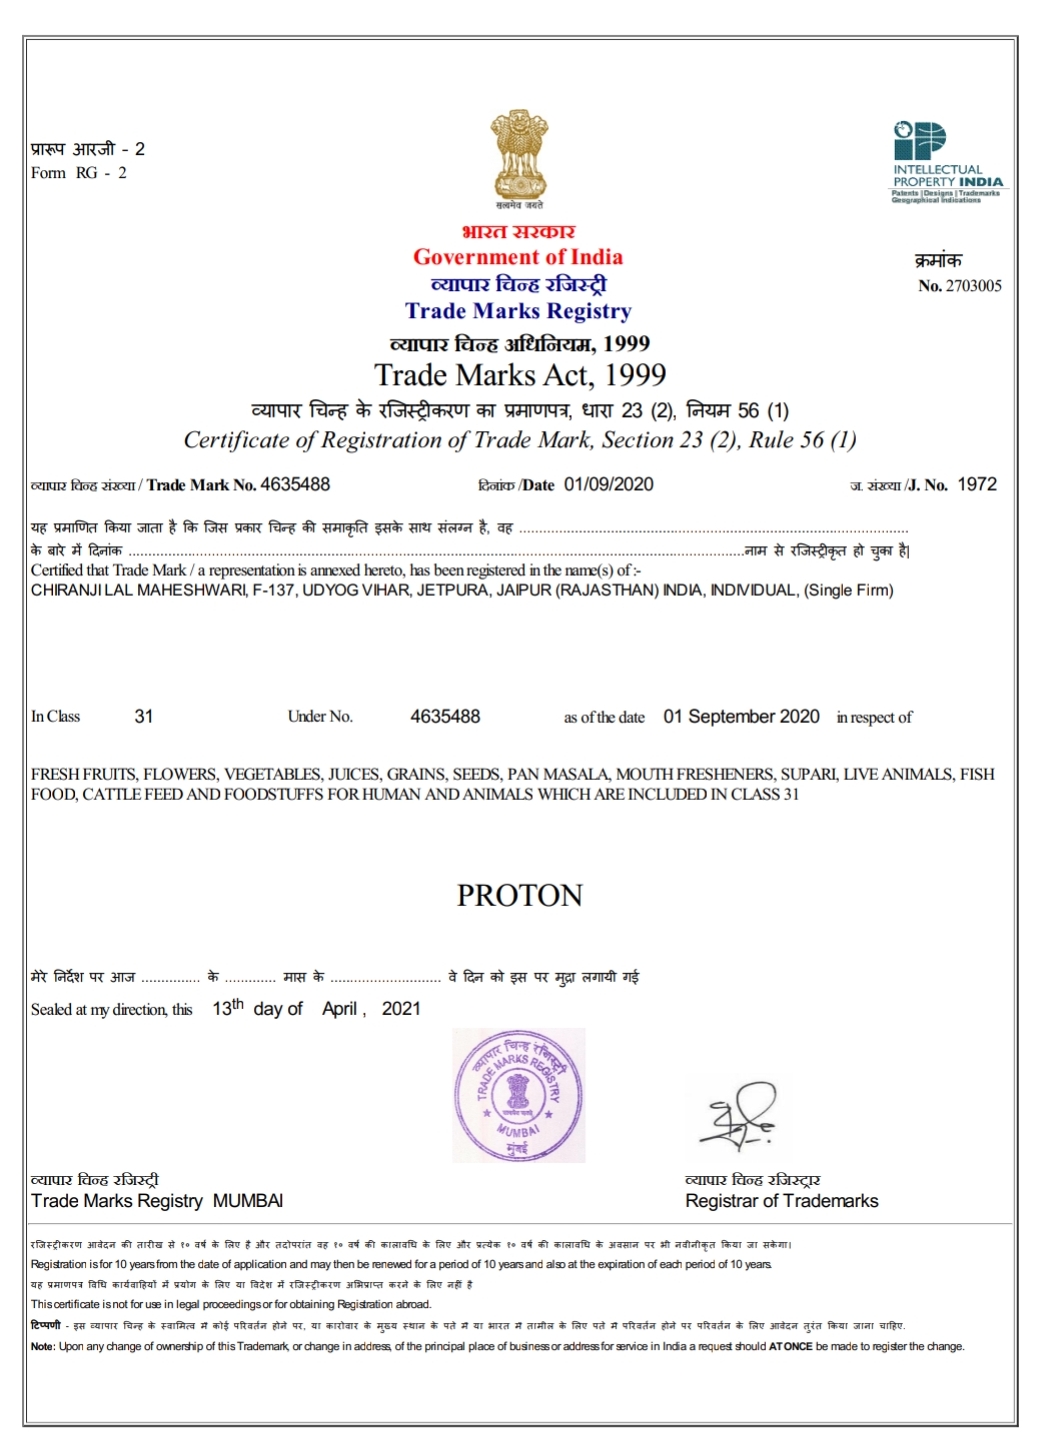 प्रारूप आरजी - 2
Form RG - 2
सत्यमेव जयते
INTELLECTUAL
PROPERTY INDIA
Patents | Designs | Trademarks
Geographical Indications
भारत सरकार
Government of India
व्यापार चिन्ह रजिस्ट्री
Trade Marks Registry
क्रमांक
No. 2703005
व्यापार चिन्ह अधिनियम, 1999
Trade Marks Act, 1999
व्यापार चिन्ह के रजिस्ट्रीकरण का प्रमाणपत्र, धारा 23 (2), नियम 56 (1)
Certificate of Registration of Trade Mark, Section 23 (2), Rule 56 (1)
व्यापार चिन्ह संख्या / Trade Mark No. 4635488 दिनांक /Date 01/09/2020 ज. संख्या /J. No. 1972
यह प्रमाणित किया जाता है कि जिस प्रकार चिन्ह की समाकृति इसके साथ संलग्न है, वह ........................................................................................
के बारे में दिनांक ........................................................................................नाम से रजिस्ट्रीकृत हो चुका है|
Certified that Trade Mark / a representation is annexed hereto, has been registered in the name(s) of :-
CHIRANJI LAL MAHESHWARI, F-137, UDYOG VIHAR, JETPURA, JAIPUR (RAJASTHAN) INDIA, INDIVIDUAL, (Single Firm)
In Class 31 Under No. 4635488 as of the date 01 September 2020 in respect of
FRESH FRUITS, FLOWERS, VEGETABLES, JUICES, GRAINS, SEEDS, PAN MASALA, MOUTH FRESHENERS, SUPARI, LIVE ANIMALS, FISH
FOOD, CATTLE FEED AND FOODSTUFFS FOR HUMAN AND ANIMALS WHICH ARE INCLUDED IN CLASS 31
PROTON
मेरे निर्देश पर आज ............... के ............. मास के ............................ वे दिन को इस पर मुद्रा लगायी गई
Sealed at my direction, this 13th day of April , 2021
व्यापार चिन्ह रजिस्ट्री
TRADE MARKS REGISTRY
MUMBAI
मुंबई
व्यापार चिन्ह रजिस्ट्री
Trade Marks Registry MUMBAI
व्यापार चिन्ह रजिस्ट्रार
Registrar of Trademarks
रजिस्ट्रीकरण आवेदन की तारीख से १० वर्ष के लिए है और तदोपरांत वह १० वर्ष की कालावधि के लिए और प्रत्येक १० वर्ष की कालावधि के अवसान पर भी नवीनीकृत किया जा सकेगा।
Registration is for 10 years from the date of application and may then be renewed for a period of 10 years and also at the expiration of each period of 10 years.
यह प्रमाणपत्र विधि कार्यवाहियों में प्रयोग के लिए या विदेश में रजिस्ट्रीकरण अभिप्राप्त करने के लिए नहीं है
This certificate is not for use in legal proceedings or for obtaining Registration abroad.
टिप्पणी - इस व्यापार चिन्ह के स्वामित्व में कोई परिवर्तन होने पर, या कारोवार के मुख्य स्थान के पते में या भारत में तामील के लिए पते में परिवर्तन होने पर परिवर्तन के लिए आवेदन तुरंत किया जाना चाहिए.
Note: Upon any change of ownership of this Trademark, or change in address, of the principal place of business or address for service in India a request should AT ONCE be made to register the change.